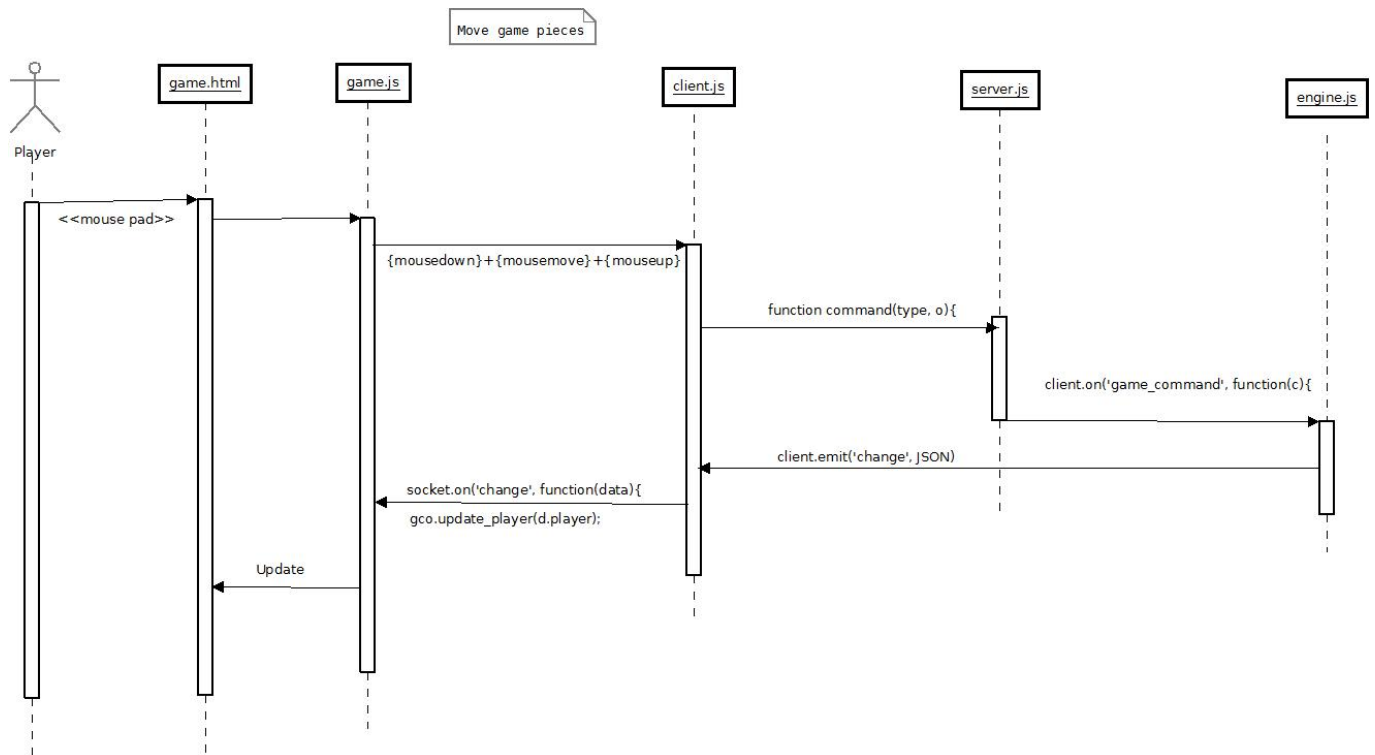 Move game pieces
game.html
game.js
client.js
server.js
engine.js
Player
<<mouse pad>>
{mousedown}+{mousemove}+{mouseup}
function command(type, o){
client.on('game_command', function(c){
client.emit('change', JSON)
socket.on('change', function(data){
gco.update_player(d.player);
Update